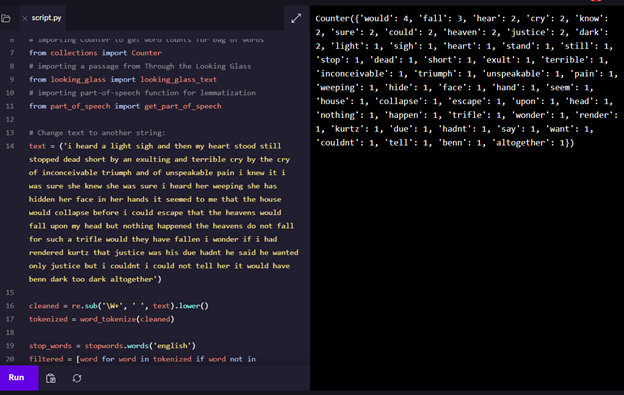 script.py
6 # importing Counter to get word counts for bag of words
7 from collections import Counter
8 # importing a passage from Through the Looking Glass
9 from looking_glass import looking_glass_text
10 # importing part-of-speech function for lemmatization
11 from part_of_speech import get_part_of_speech
12
13 # Change text to another string:
14 text = ('i heard a light sigh and then my heart stood still
stopped dead short by an exulting and terrible cry by the cry
of inconceivable triumph and of unspeakable pain i knew it i
was sure she knew she was sure i heard her weeping she has
hidden her face in her hands it seemed to me that the house
would collapse before i could escape that the heavens would
fall upon my head but nothing happened the heavens do not fall
for such a trifle would they have fallen i wonder if i had
rendered kurtz that justice was his due hadnt he said he wanted
only justice but i couldnt i could not tell her it would have
benn dark too dark altogether')
15
16 cleaned = re.sub('\W+', ' ', text).lower()
17 tokenized = word_tokenize(cleaned)
18
19 stop_words = stopwords.words('english')
20 filtered = [word for word in tokenized if word not in
Run
Counter({'would': 4, 'fall': 3, 'hear': 2, 'cry': 2, 'know':
2, 'sure': 2, 'could': 2, 'heaven': 2, 'justice': 2, 'dark':
2, 'light': 1, 'sigh': 1, 'heart': 1, 'stand': 1, 'still': 1,
'stop': 1, 'dead': 1, 'short': 1, 'exult': 1, 'terrible': 1,
'inconceivable': 1, 'triumph': 1, 'unspeakable': 1, 'pain': 1,
'weeping': 1, 'hide': 1, 'face': 1, 'hand': 1, 'seem': 1,
'house': 1, 'collapse': 1, 'escape': 1, 'upon': 1, 'head': 1,
'nothing': 1, 'happen': 1, 'trifle': 1, 'wonder': 1, 'render':
1, 'kurtz': 1, 'due': 1, 'hadnt': 1, 'say': 1, 'want': 1,
'couldnt': 1, 'tell': 1, 'benn': 1, 'altogether': 1})